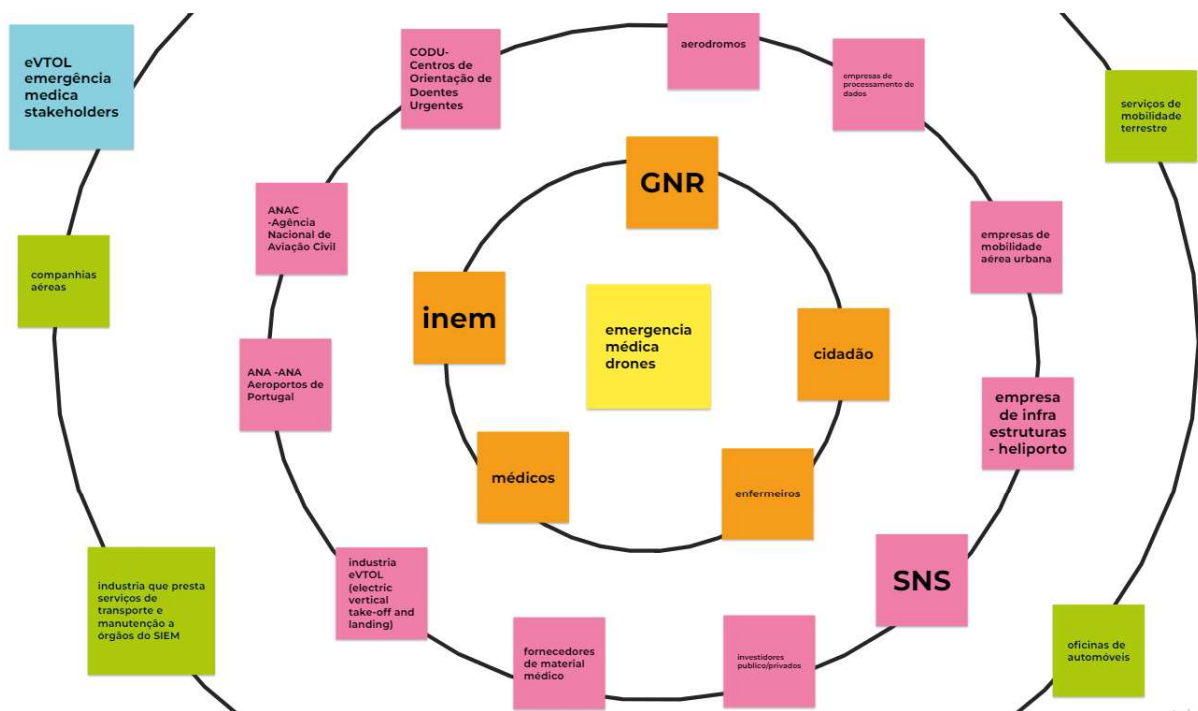 eVTOL
emergência
medica
stakeholders
CODU-
Centros de
Orientação de
Doentes
Urgentes
aerodromos
empresas de
processamento de
dados
serviços de
mobilidade
terrestre
GNR
ANAC
-Agência
Nacional de
Aviação Civil
empresas de
mobilidade
aérea urbana
companhias
aéreas
inem
emergencia
médica
drones
cidadão
ANA -ANA
Aeroportos de
Portugal
empresa
de infra
estruturas
- heliporto
médicos
enfermeiros
industria que presta
serviços de
transporte e
manutenção a
órgãos do SIEM
industria
eVTOL
(electric
vertical
take-off and
landing)
SNS
fornecedores
de material
médico
investidores
publico/privados
oficinas de
automóveis